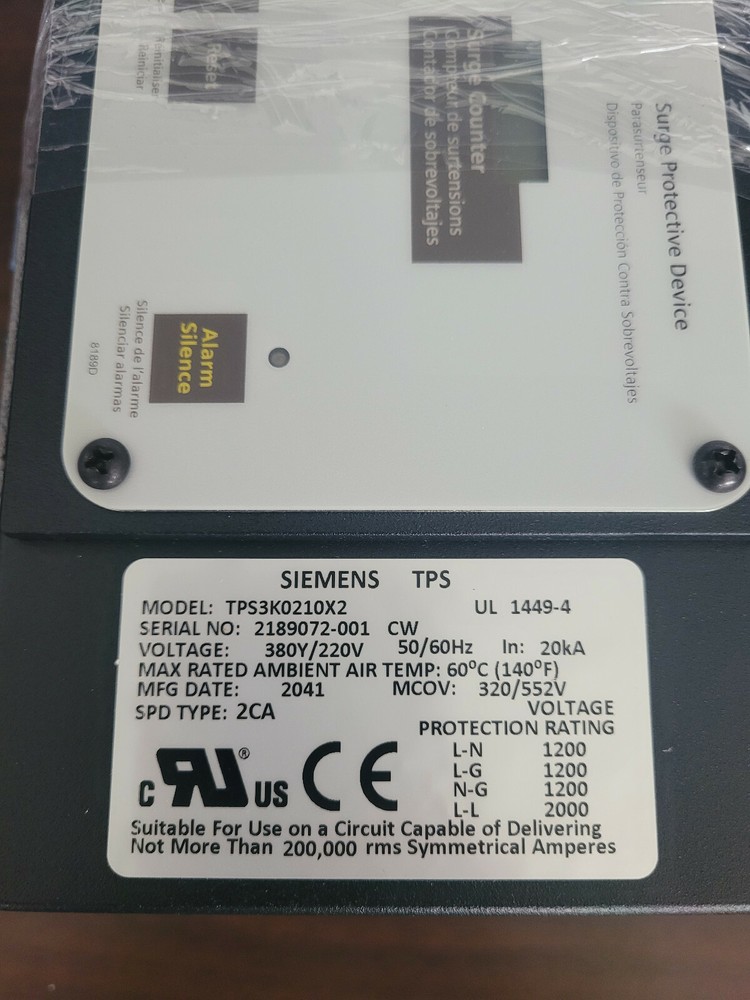 Surge Protective Device
Parasurtenseur
Dispositivo de Protección Contra Sobrevoltajes
Surge Counter
Compteur de surtensions
Contador de sobrevoltajes
Reset
Réinitialiser
Reiniciar
Alarm
Silence
Silence de l'alarme
Silenciar alarmas
8189D
SIEMENS TPS
MODEL: TPS3K0210X2 UL 1449-4
SERIAL NO: 2189072-001 CW
VOLTAGE: 380Y/220V 50/60Hz In: 20kA
MAX RATED AMBIENT AIR TEMP: 60°C (140°F)
MFG DATE: 2041 MCOV: 320/552V
SPD TYPE: 2CA VOLTAGE
PROTECTION RATING
L-N 1200
L-G 1200
N-G 1200
L-L 2000
c RU ® US CE
Suitable For Use on a Circuit Capable of Delivering
Not More Than 200,000 rms Symmetrical Amperes